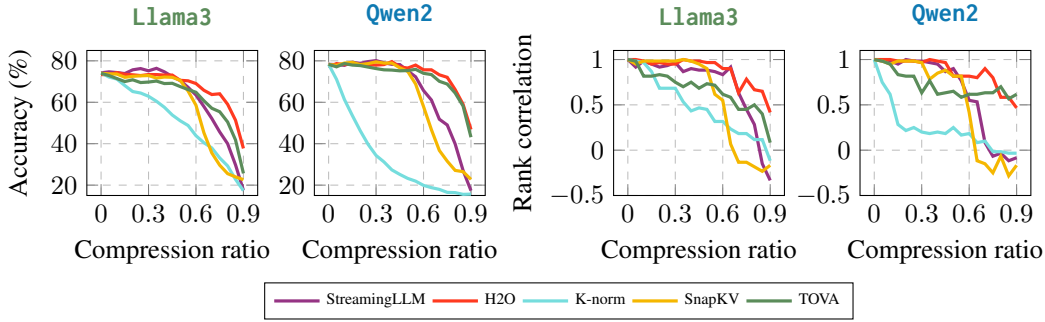 Llama3
Qwen2
Llama3
Qwen2
Accuracy (%)
80
60
40
20
0 0.3 0.6 0.9
Compression ratio
80
60
40
20
0 0.3 0.6 0.9
Compression ratio
Rank correlation
1
0.5
0
−0.5
0 0.3 0.6 0.9
Compression ratio
1
0.5
0
−0.5
0 0.3 0.6 0.9
Compression ratio
StreamingLLM H2O K-norm SnapKV TOVA